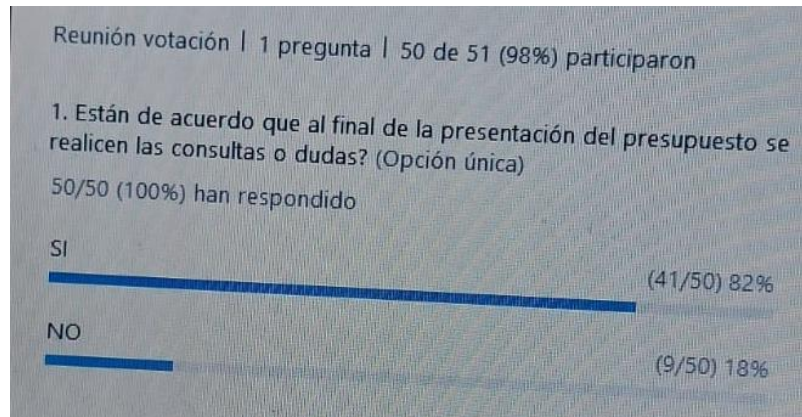 Reunión votación | 1 pregunta | 50 de 51 (98%) participaron
1. Están de acuerdo que al final de la presentación del presupuesto se
realicen las consultas o dudas? (Opción única)
50/50 (100%) han respondido
SI
(41/50) 82%
NO
(9/50) 18%